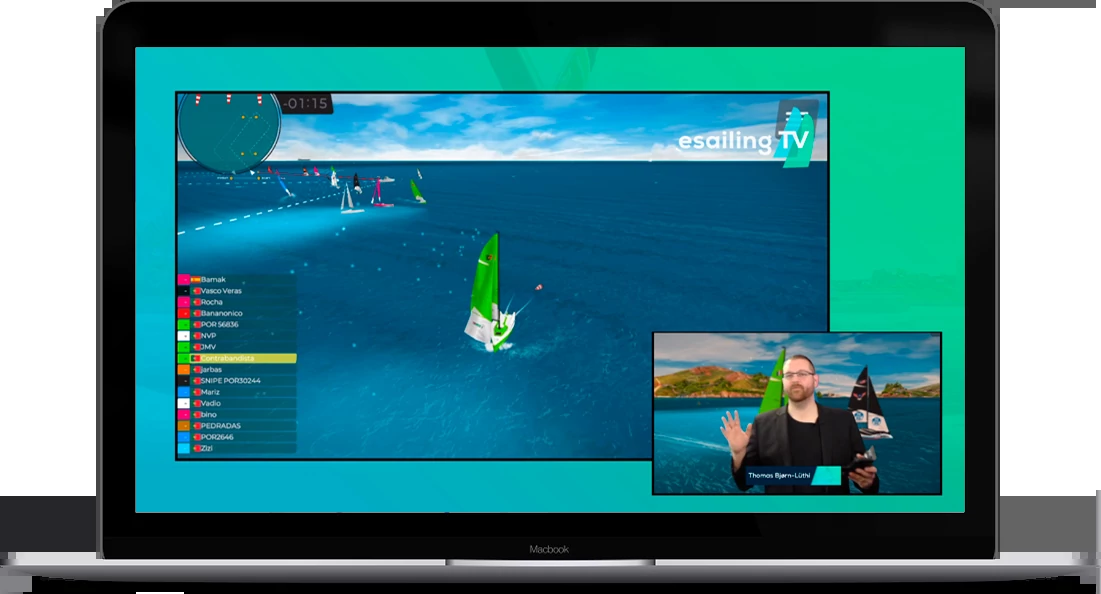 -01:15
esailing TV
Barnak
Vasco Veras
Rocha
Bananonico
POR 56836
NVP
JMV
Contrabandista
jarbas
SNIPE POR30244
Mariz
Vadio
bino
PEDRADAS
POR2646
Zizi
Thomas Bjørn-Lüthi
Macbook